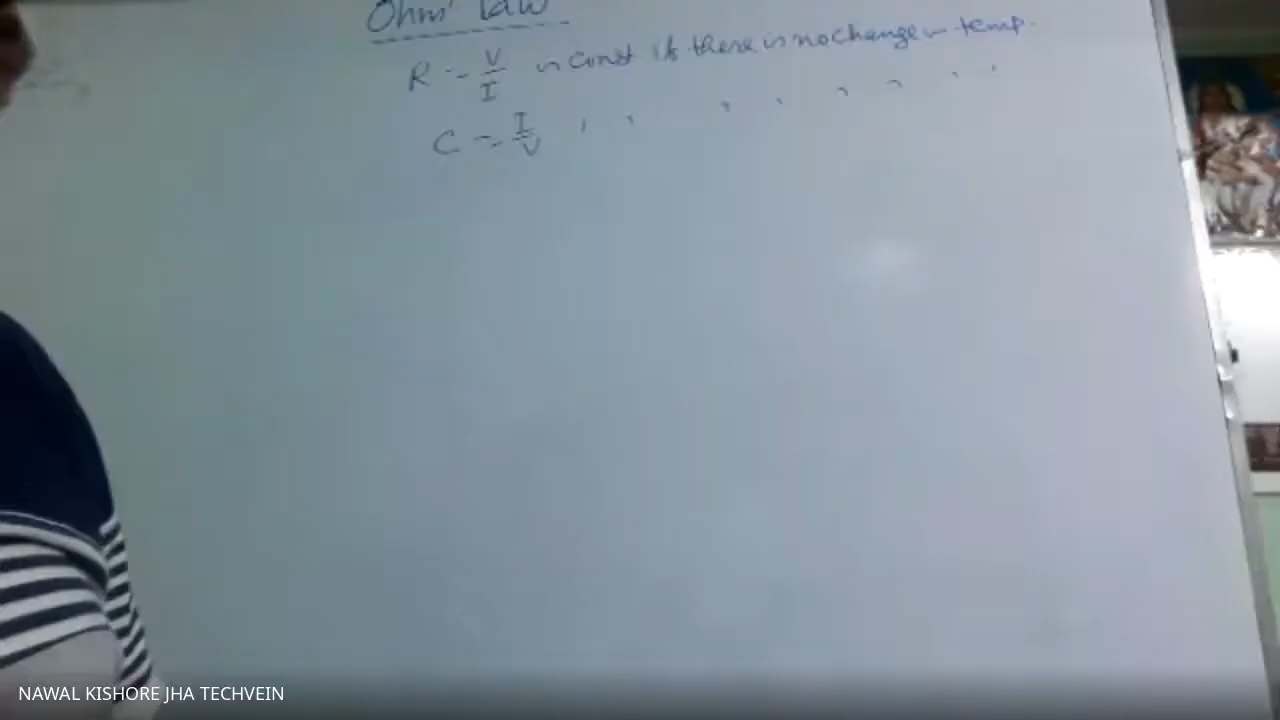 Ohm' Law
R = V/I is const if there is no change in temp.
C = I/V " " " " " " " "
NAWAL KISHORE JHA TECHVEIN